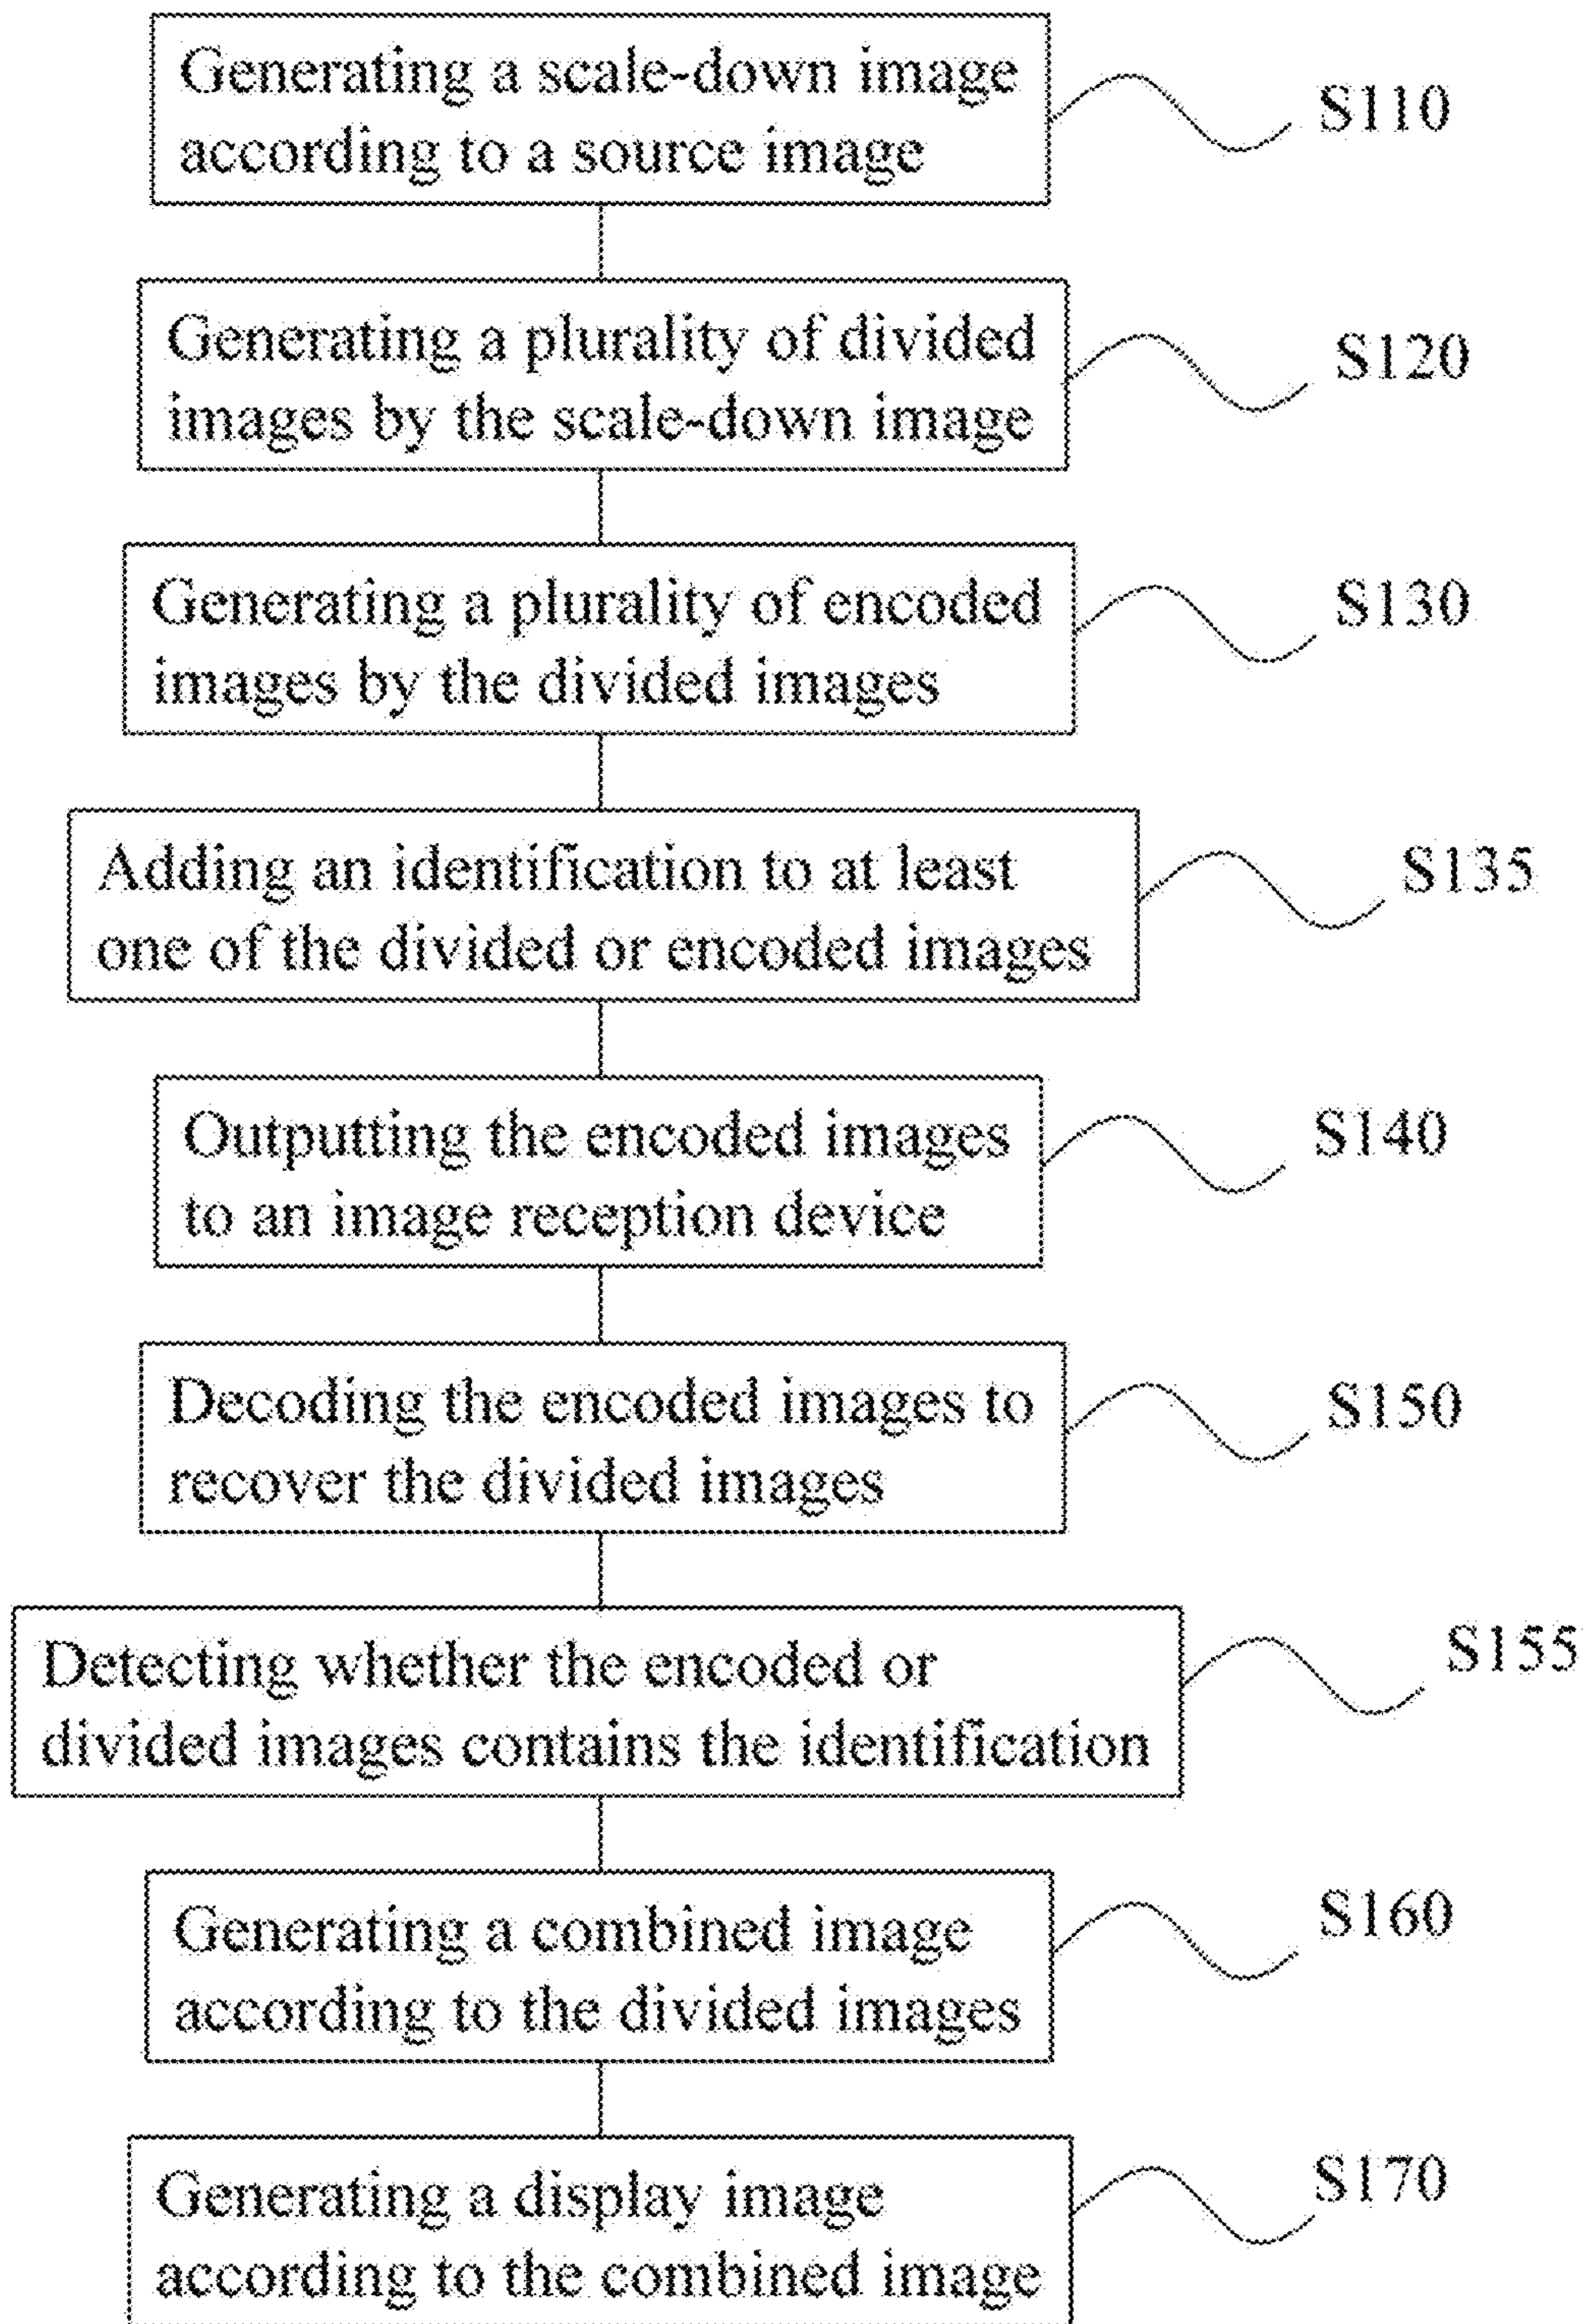 Generating a scale-down image
according to a source image
S110
Generating a plurality of divided
images by the scale-down image
S120
Generating a plurality of encoded
images by the divided images
S130
Adding an identification to at least
one of the divided or encoded images
S135
Outputting the encoded images
to an image reception device
S140
Decoding the encoded images to
recover the divided images
S150
Detecting whether the encoded or
divided images contains the identification
S155
Generating a combined image
according to the divided images
S160
Generating a display image
according to the combined image
S170